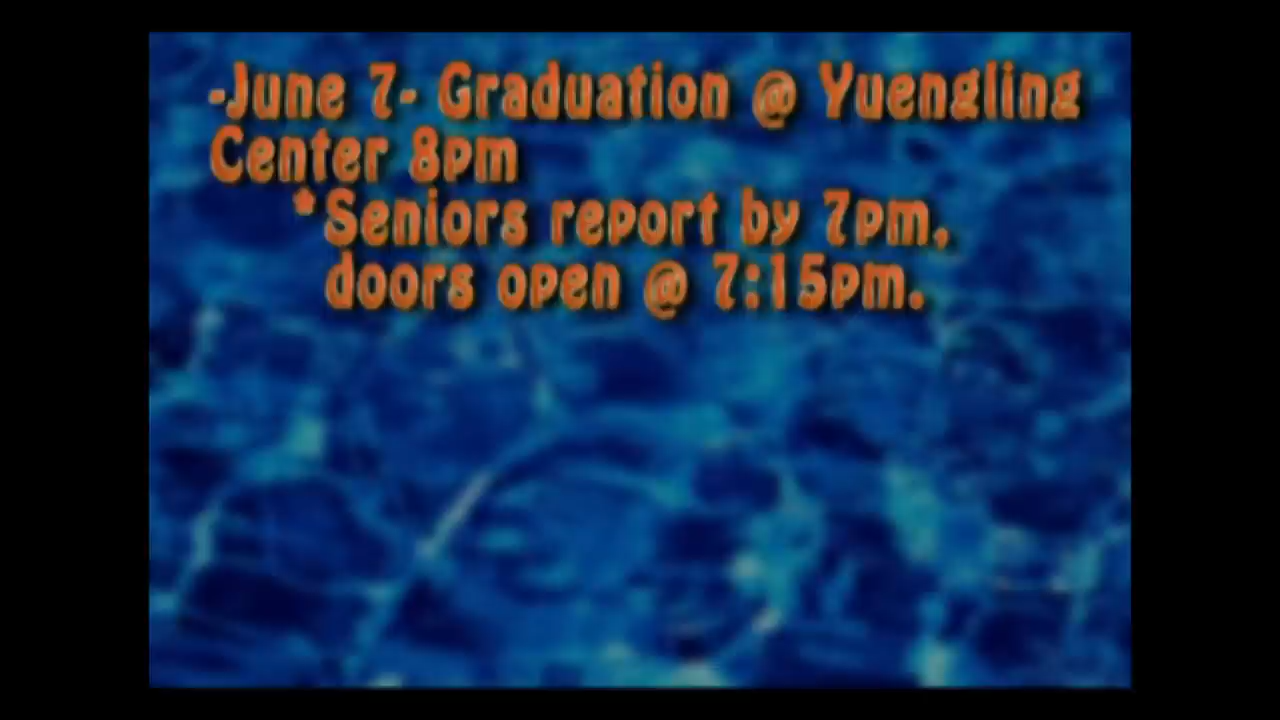 -June 7- Graduation @ Yuengling
Center 8pm
*Seniors report by 7pm,
doors open @ 7:15pm.